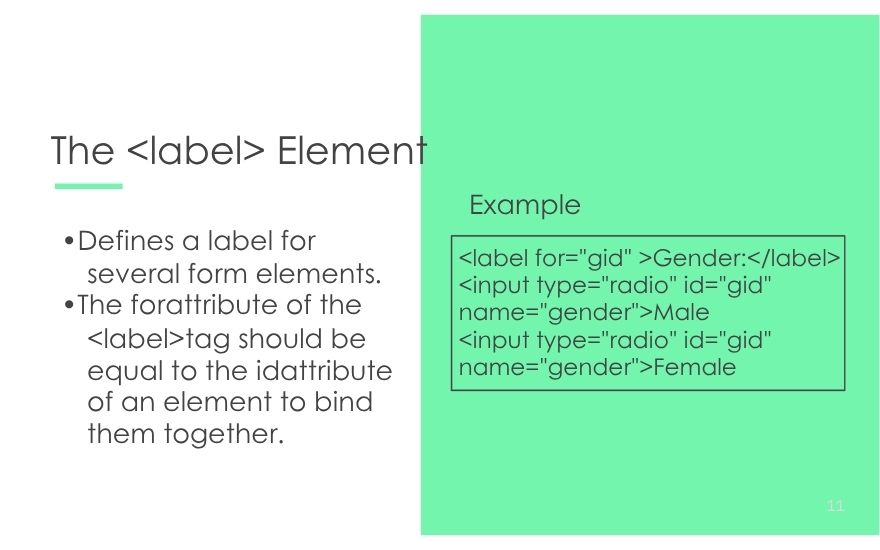 The <label> Element
•Defines a label for
several form elements.
•The forattribute of the
<label>tag should be
equal to the idattribute
of an element to bind
them together.
Example
<label for="gid" >Gender:</label>
<input type="radio" id="gid"
name="gender">Male
<input type="radio" id="gid"
name="gender">Female
11